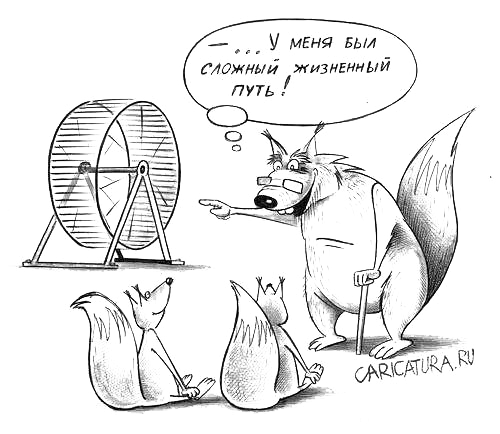 — ... У МЕНЯ БЫЛ
СЛОЖНЫЙ ЖИЗНЕННЫЙ
ПУТЬ!
CARICATURA.RU